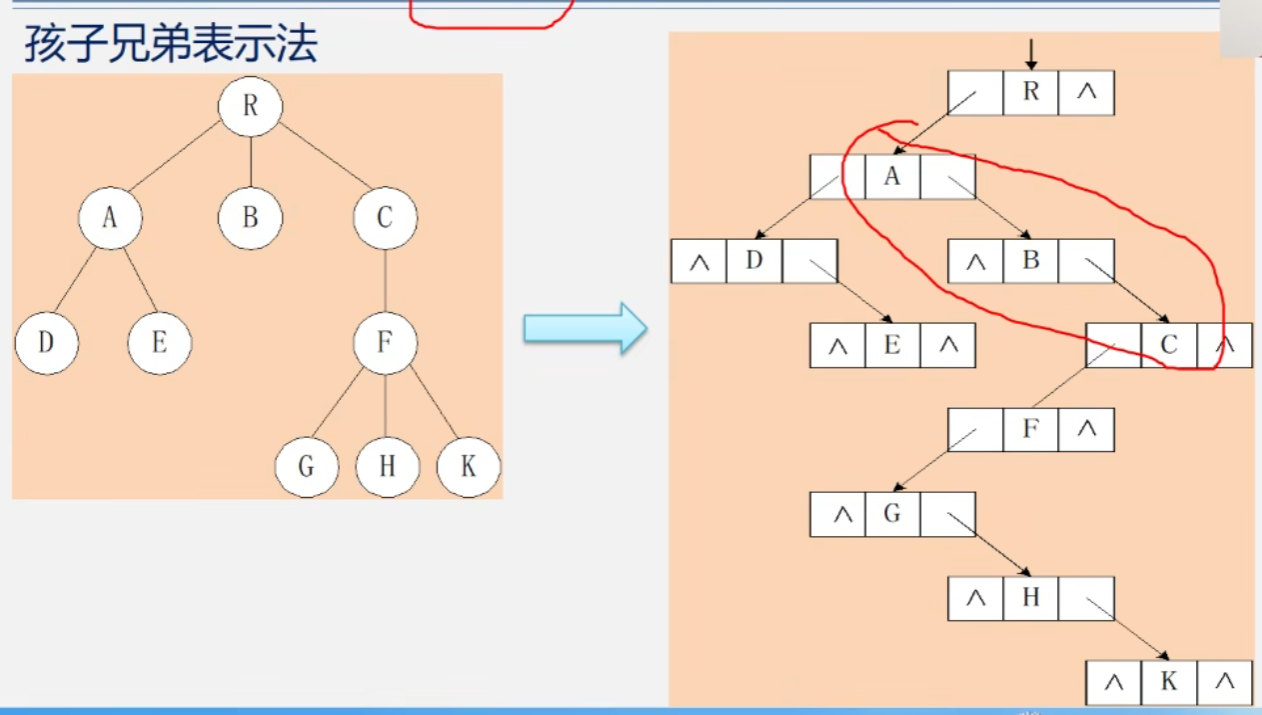 孩子兄弟表示法
R
A B C
D E F
G H K
R ∧
A
∧ D ∧ B
∧ E ∧ C ∧
F ∧
∧ G
∧ H
∧ K ∧